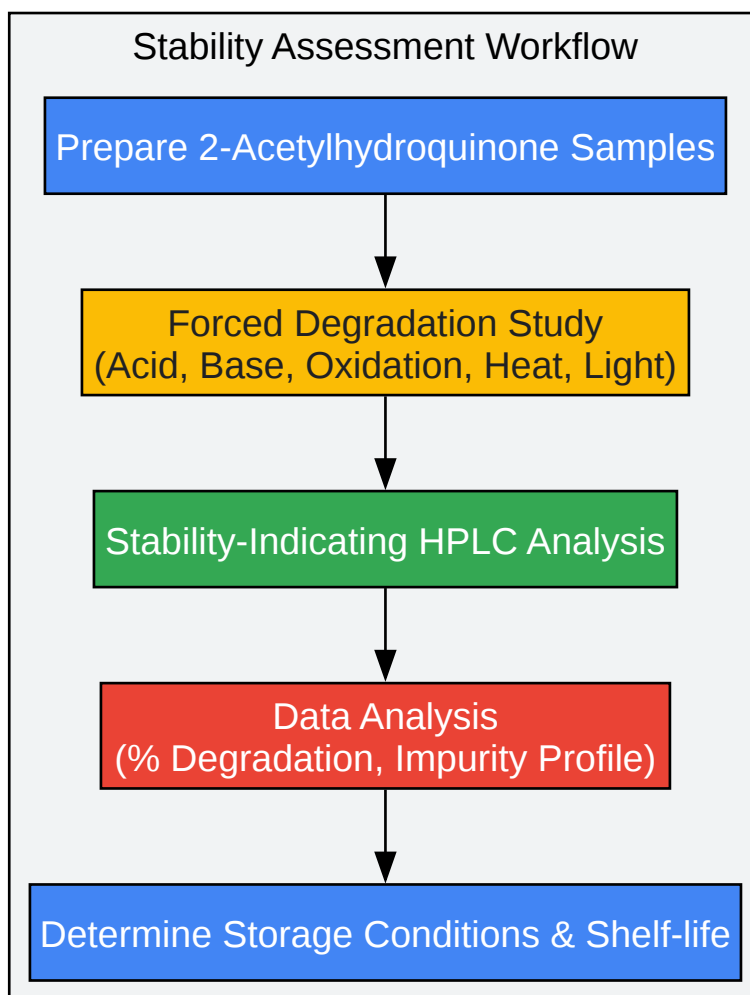 Stability Assessment Workflow
Prepare 2-Acetylhydroquinone Samples
Forced Degradation Study
(Acid, Base, Oxidation, Heat, Light)
Stability-Indicating HPLC Analysis
Data Analysis
(% Degradation, Impurity Profile)
Determine Storage Conditions & Shelf-life